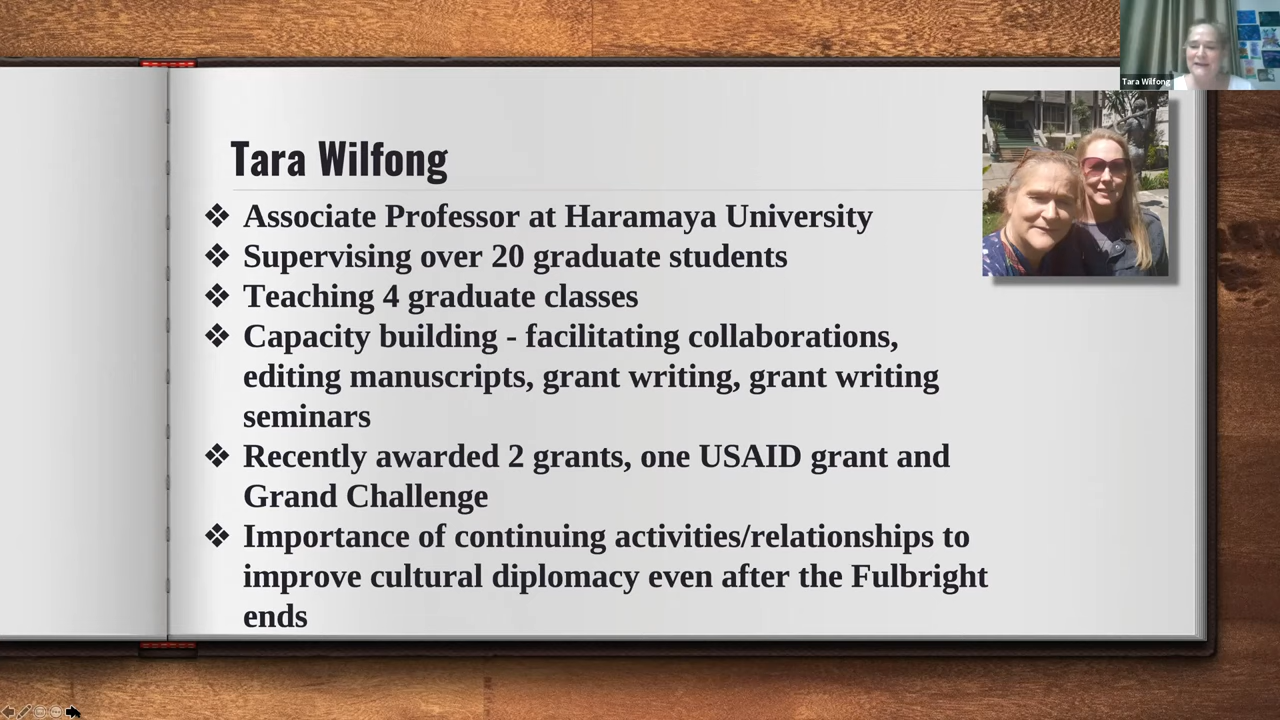 Tara Wilfong
Tara Wilfong
❖ Associate Professor at Haramaya University
❖ Supervising over 20 graduate students
❖ Teaching 4 graduate classes
❖ Capacity building - facilitating collaborations,
editing manuscripts, grant writing, grant writing
seminars
❖ Recently awarded 2 grants, one USAID grant and
Grand Challenge
❖ Importance of continuing activities/relationships to
improve cultural diplomacy even after the Fulbright
ends